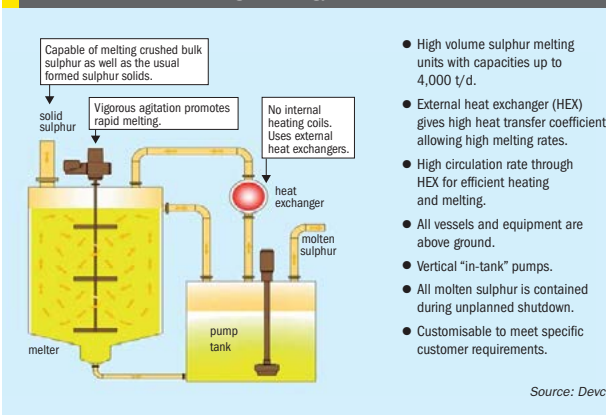 Capable of melting crushed bulk
sulphur as well as the usual
formed sulphur solids.
solid
sulphur
Vigorous agitation promotes
rapid melting.
No internal
heating coils.
Uses external
heat exchangers.
heat
exchanger
molten
sulphur
pump
tank
melter
● High volume sulphur melting
units with capacities up to
4,000 t/d.
● External heat exchanger (HEX)
gives high heat transfer coefficient
allowing high melting rates.
● High circulation rate through
HEX for efficient heating
and melting.
● All vessels and equipment are
above ground.
● Vertical “in-tank” pumps.
● All molten sulphur is contained
during unplanned shutdown.
● Customisable to meet specific
customer requirements.
Source: Devc